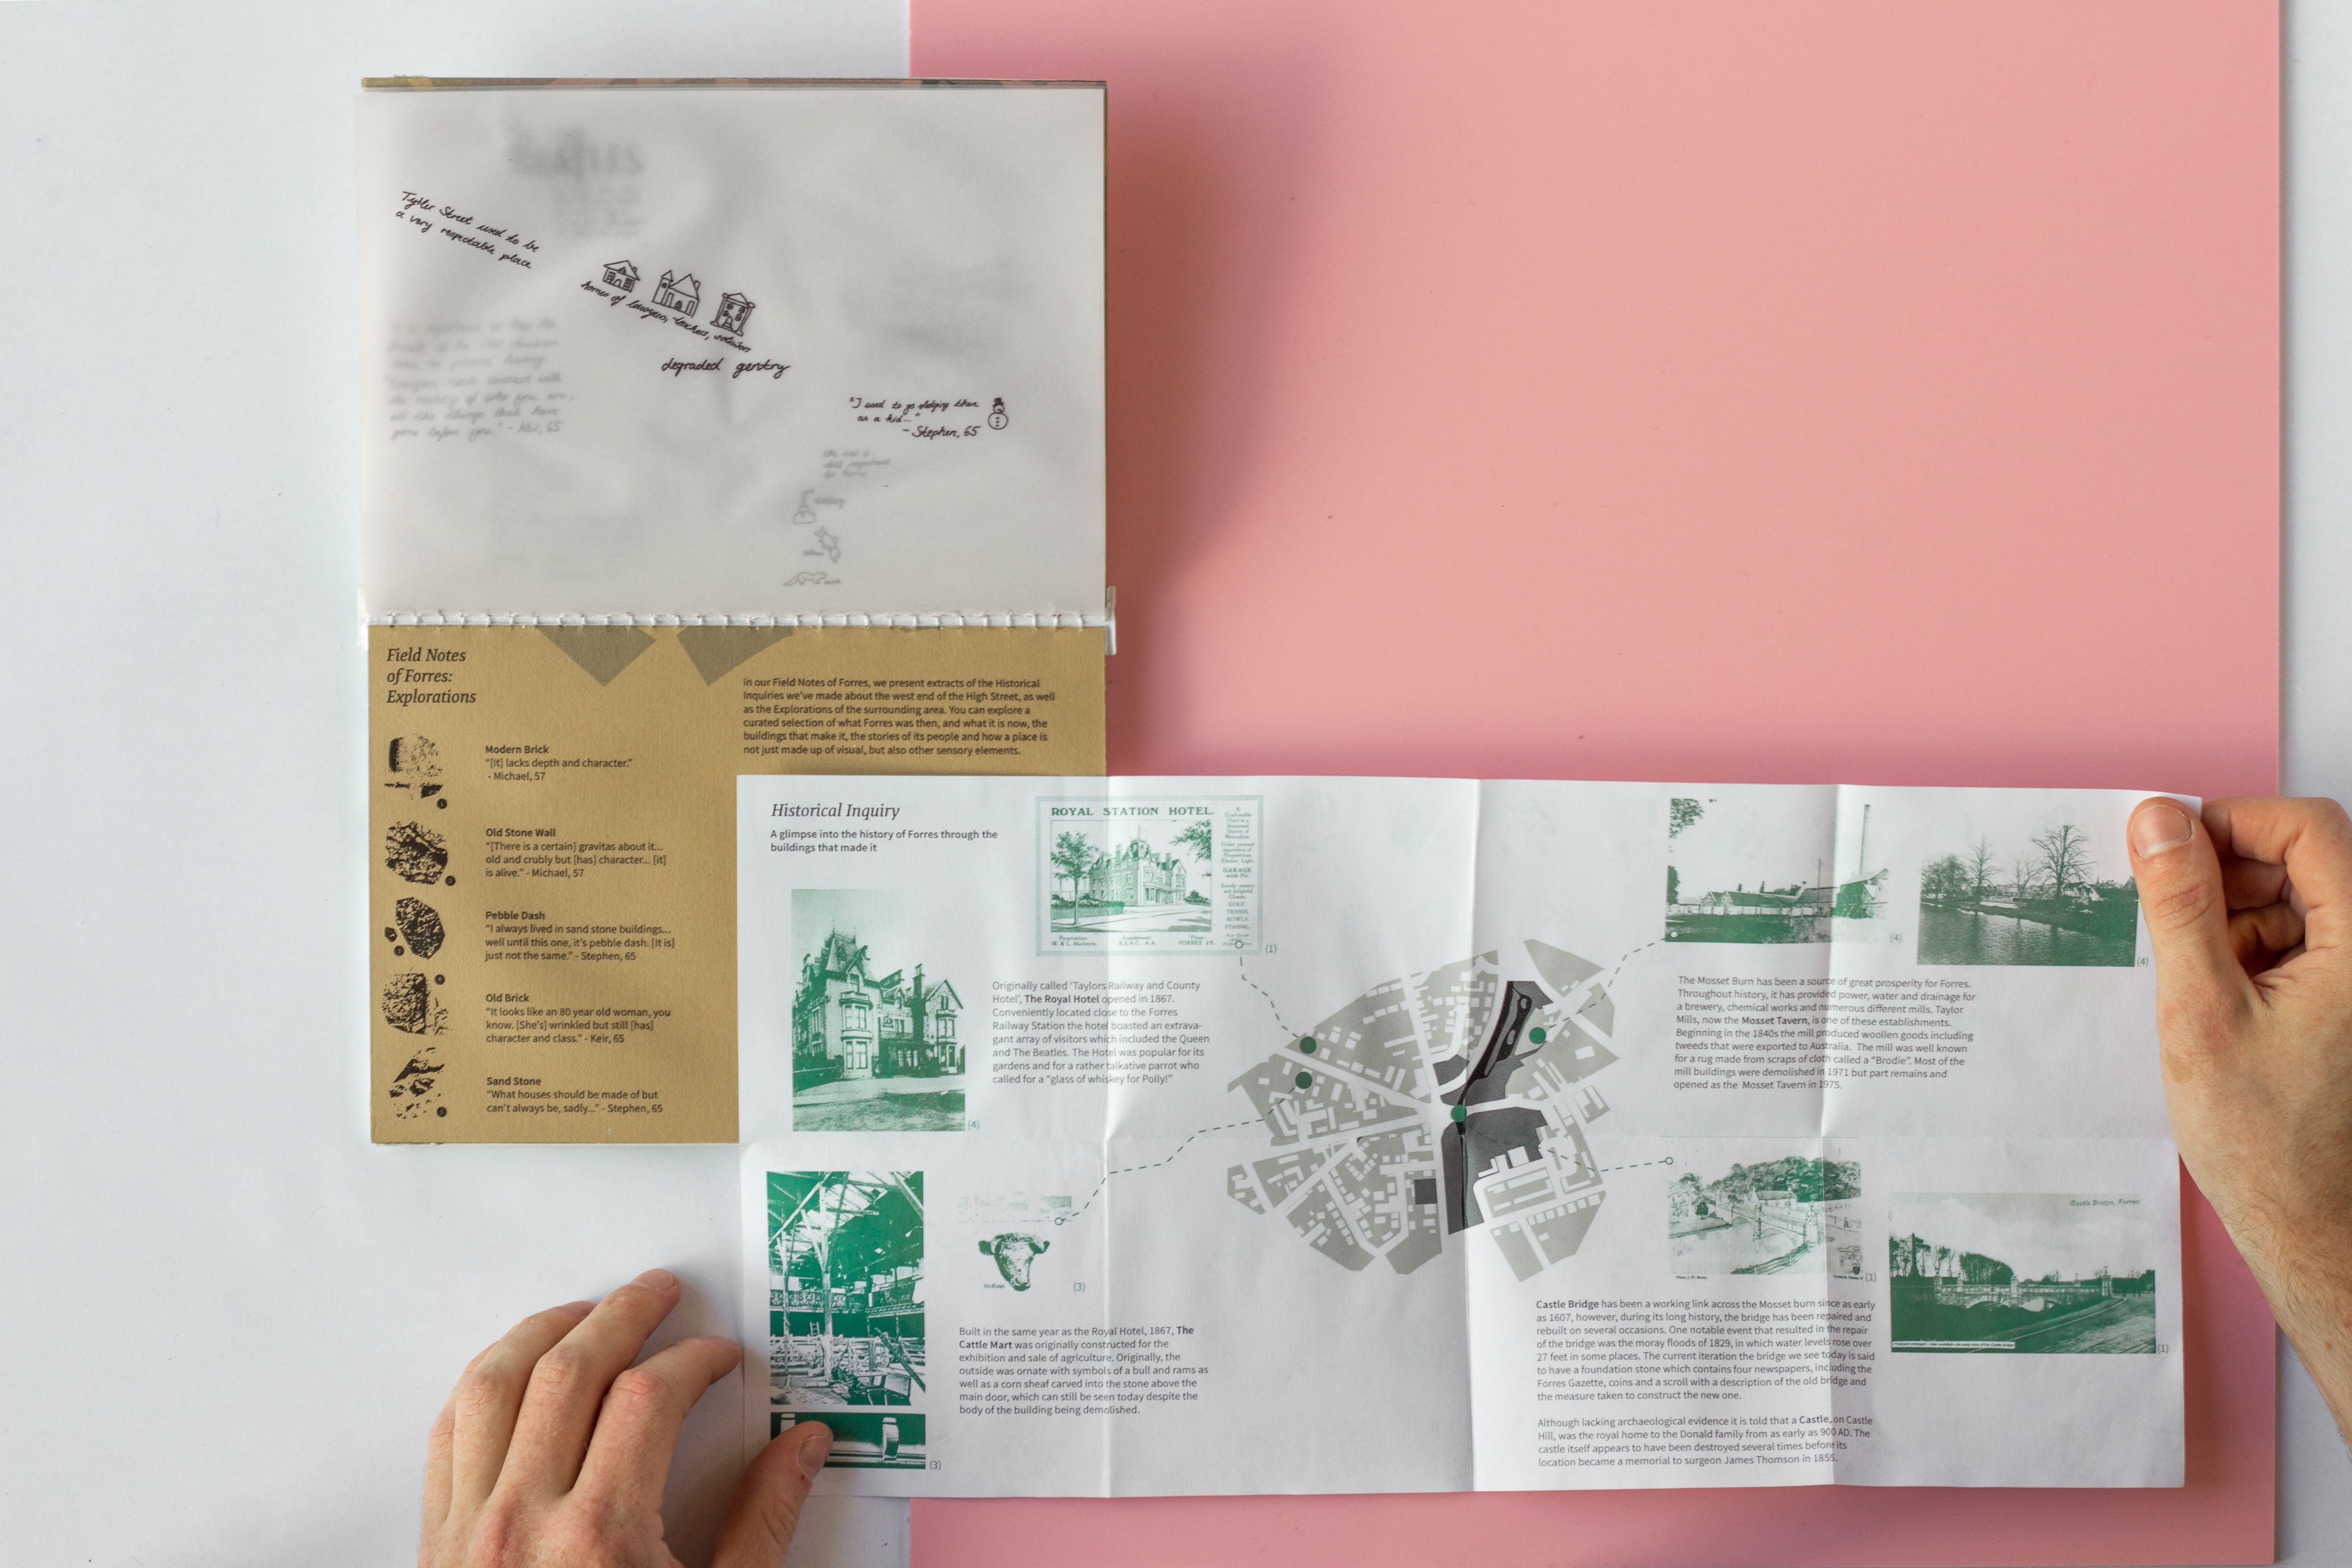 Tytler Street used to be
a very respectable place
homes of lawyers, teachers, solicitors
degraded gentry
"I used to go sledging there
as a kid..."
- Stephen, 65
all the things that have
gone before you." - Keir, 65
Field Notes
of Forres:
Explorations
In our Field Notes of Forres, we present extracts of the Historical
Inquiries we've made about the west end of the High Street, as well
as the Explorations of the surrounding area. You can explore a
curated selection of what Forres was then, and what it is now, the
buildings that make it, the stories of its people and how a place is
not just made up of visual, but also other sensory elements.
Modern Brick
"[It] lacks depth and character."
- Michael, 57
Old Stone Wall
"[There is a certain] gravitas about it...
old and crubly but [has] character... [it]
is alive." - Michael, 57
Pebble Dash
"I always lived in sand stone buildings...
well until this one, it's pebble dash. [It is]
just not the same." - Stephen, 65
Old Brick
"It looks like an 80 year old woman, you
know. [She's] wrinkled but still [has]
character and class." - Keir, 65
Sand Stone
"What houses should be made of but
can't always be, sadly..." - Stephen, 65
Historical Inquiry
A glimpse into the history of Forres through the
buildings that made it
ROYAL STATION HOTEL
GARAGE
GOLF,
TENNIS
BOWLS
FISHING.
R.S.A.C., A.A.
(1)
Originally called 'Taylors Railway and County
Hotel', The Royal Hotel opened in 1867.
Conveniently located close to the Forres
Railway Station the hotel boasted an extrava-
gant array of visitors which included the Queen
and The Beatles. The Hotel was popular for its
gardens and for a rather talkative parrot who
called for a "glass of whiskey for Polly!"
(4)
(3)
Built in the same year as the Royal Hotel, 1867, The
Cattle Mart was originally constructed for the
exhibition and sale of agriculture. Originally, the
outside was ornate with symbols of a bull and rams as
well as a corn sheaf carved into the stone above the
main door, which can still be seen today despite the
body of the building being demolished.
(3)
(4)
(4)
The Mosset Burn has been a source of great prosperity for Forres.
Throughout history, it has provided power, water and drainage for
a brewery, chemical works and numerous different mills. Taylor
Mills, now the Mosset Tavern, is one of these establishments.
Beginning in the 1840s the mill produced woollen goods including
tweeds that were exported to Australia. The mill was well known
for a rug made from scraps of cloth called a "Brodie". Most of the
mill buildings were demolished in 1971 but part remains and
opened as the Mosset Tavern in 1975.
(1)
Castle Bridge, Forres
(1)
Castle Bridge has been a working link across the Mosset burn since as early
as 1607, however, during its long history, the bridge has been repaired and
rebuilt on several occasions. One notable event that resulted in the repair
of the bridge was the moray floods of 1829, in which water levels rose over
27 feet in some places. The current iteration the bridge we see today is said
to have a foundation stone which contains four newspapers, including the
Forres Gazette, coins and a scroll with a description of the old bridge and
the measure taken to construct the new one.
Although lacking archaeological evidence it is told that a Castle, on Castle
Hill, was the royal home to the Donald family from as early as 900 AD. The
castle itself appears to have been destroyed several times before its
location became a memorial to surgeon James Thomson in 1855.